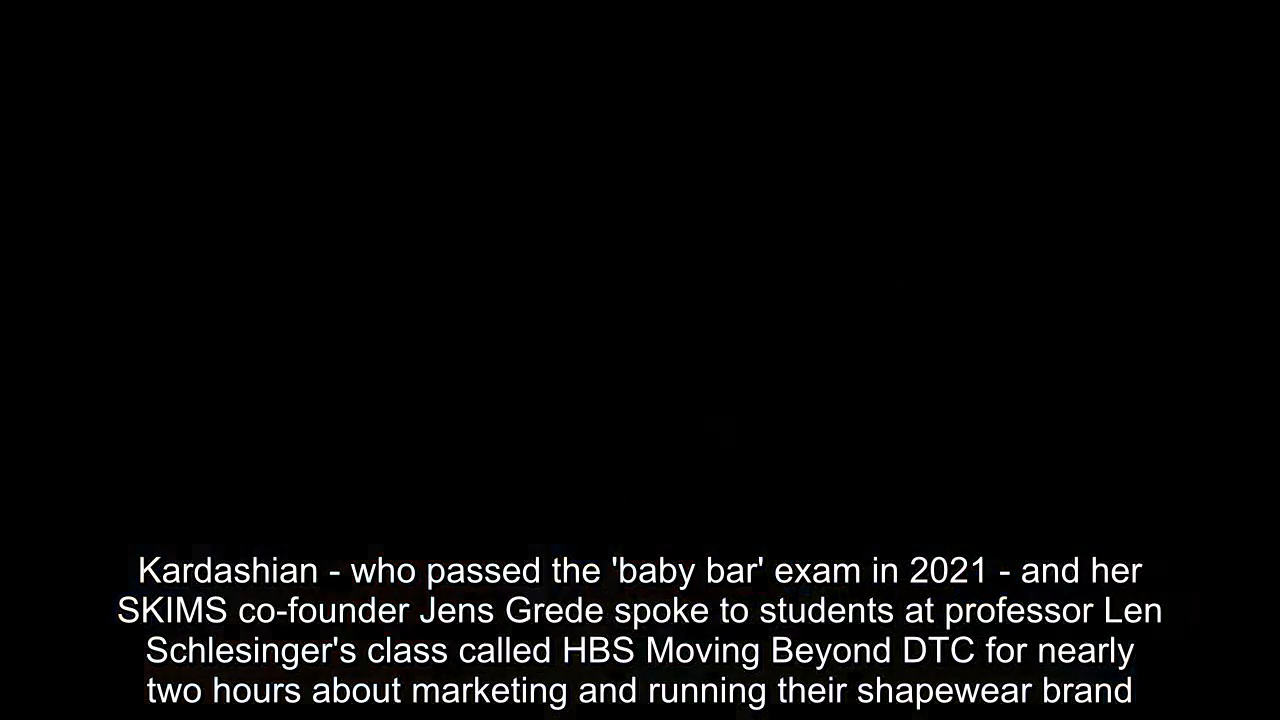 Kardashian - who passed the 'baby bar' exam in 2021 - and her
SKIMS co-founder Jens Grede spoke to students at professor Len
Schlesinger's class called HBS Moving Beyond DTC for nearly
two hours about marketing and running their shapewear brand